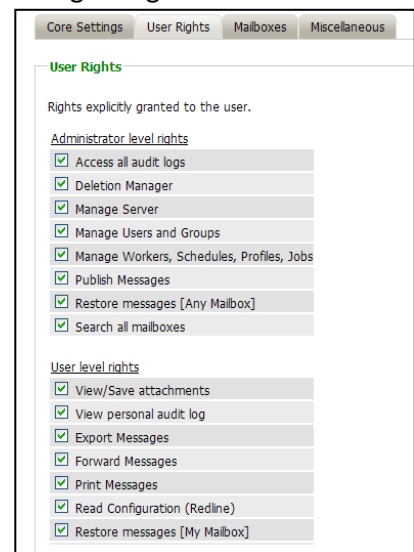 Core Settings User Rights Mailboxes Miscellaneous
User Rights
Rights explicitly granted to the user.
Administrator level rights
Access all audit logs
Deletion Manager
Manage Server
Manage Users and Groups
Manage Workers, Schedules, Profiles, Jobs
Publish Messages
Restore messages [Any Mailbox]
Search all mailboxes
User level rights
View/Save attachments
View personal audit log
Export Messages
Forward Messages
Print Messages
Read Configuration (Redline)
Restore messages [My Mailbox]